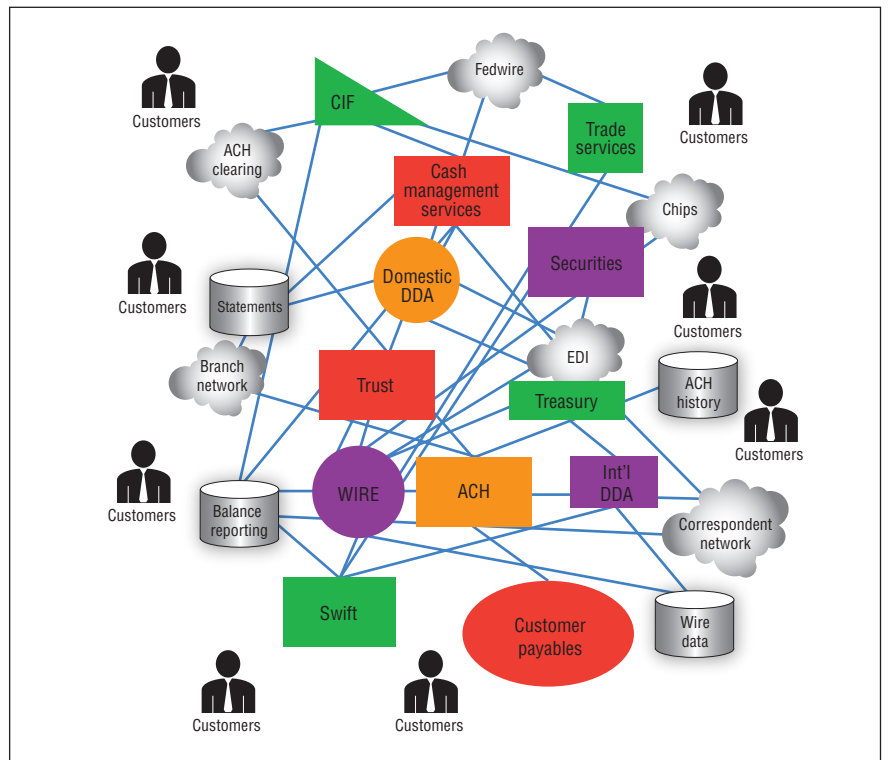 Fedwire
CIF
Customers
Trade
services
Customers
ACH
clearing
Cash
management
services
Chips
Securities
Domestic
DDA
Customers
Statements
Customers
EDI
Branch
network
Trust
Treasury
ACH
history
Customers
WIRE
ACH
Int'l
DDA
Customers
Balance
reporting
Correspondent
network
Swift
Customer
payables
Wire
data
Customers
Customers